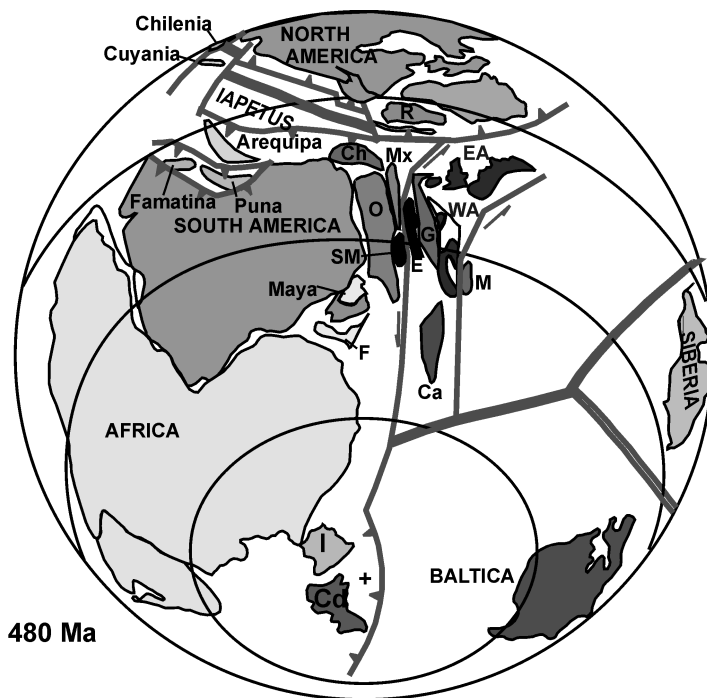 Chilenia
Cuyania
NORTH
AMERICA
IAPETUS
R
Arequipa
Ch
Mx
EA
Famatina
Puna
SOUTH AMERICA
O
WA
G
SM
E
Maya
M
F
Ca
SIBERIA
AFRICA
I
+
Cd
BALTICA
480 Ma